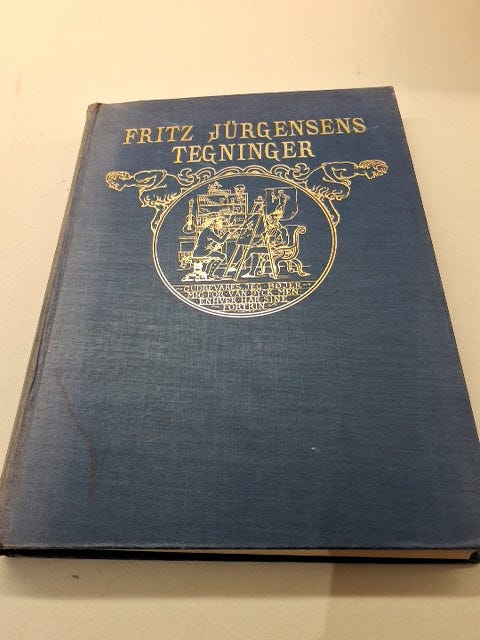 FRITZ JÜRGENSENS
TEGNINGER
GUDBEVARES, JEG BØJER
MIG FOR VAN DYCK, MEN
ENHVER HAR SINE
FORTRIN